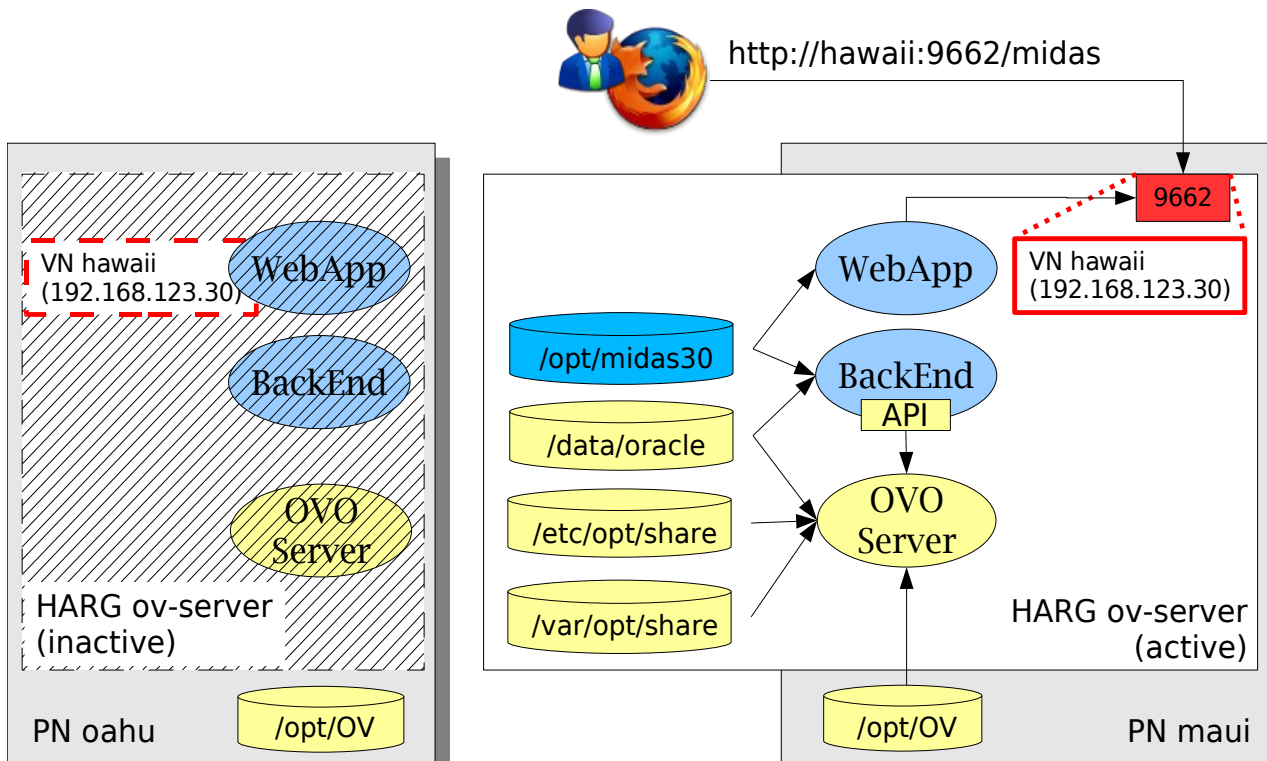 http://hawaii:9662/midas
VN hawaii
(192.168.123.30)
WebApp
BackEnd
OVO
Server
HARG ov-server
(inactive)
PN oahu
/opt/OV
9662
VN hawaii
(192.168.123.30)
WebApp
/opt/midas30
BackEnd
API
/data/oracle
/etc/opt/share
OVO
Server
/var/opt/share
HARG ov-server
(active)
/opt/OV
PN maui